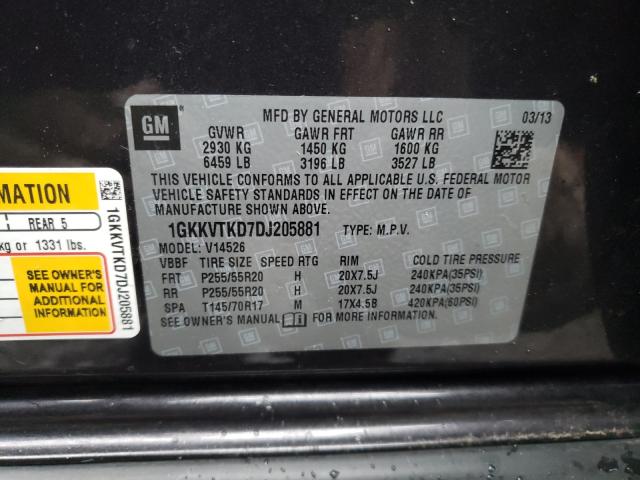 GM
MFD BY GENERAL MOTORS LLC 03/13
GVWR GAWR FRT GAWR RR
2930 KG 1450 KG 1600 KG
6459 LB 3196 LB 3527 LB
THIS VEHICLE CONFORMS TO ALL APPLICABLE U.S. FEDERAL MOTOR
VEHICLE SAFETY STANDARDS IN EFFECT ON THE DATE OF
MANUFACTURE SHOWN ABOVE.
1GKKVTKD7DJ205881 TYPE: M.P.V.
MODEL: V14526
VBBF TIRE SIZE SPEED RTG RIM COLD TIRE PRESSURE
FRT P255/55R20 H 20X7.5J 240KPA(35PSI)
RR P255/55R20 H 20X7.5J 240KPA(35PSI)
SPA T145/70R17 M 17X4.5B 420KPA(60PSI)
SEE OWNER'S MANUAL FOR MORE INFORMATION.
RMATION
REAR 5
kg or 1331 lbs.
SEE OWNER'S
MANUAL FOR
ADDITIONAL
INFORMATION
1GKKVTKD7DJ205881